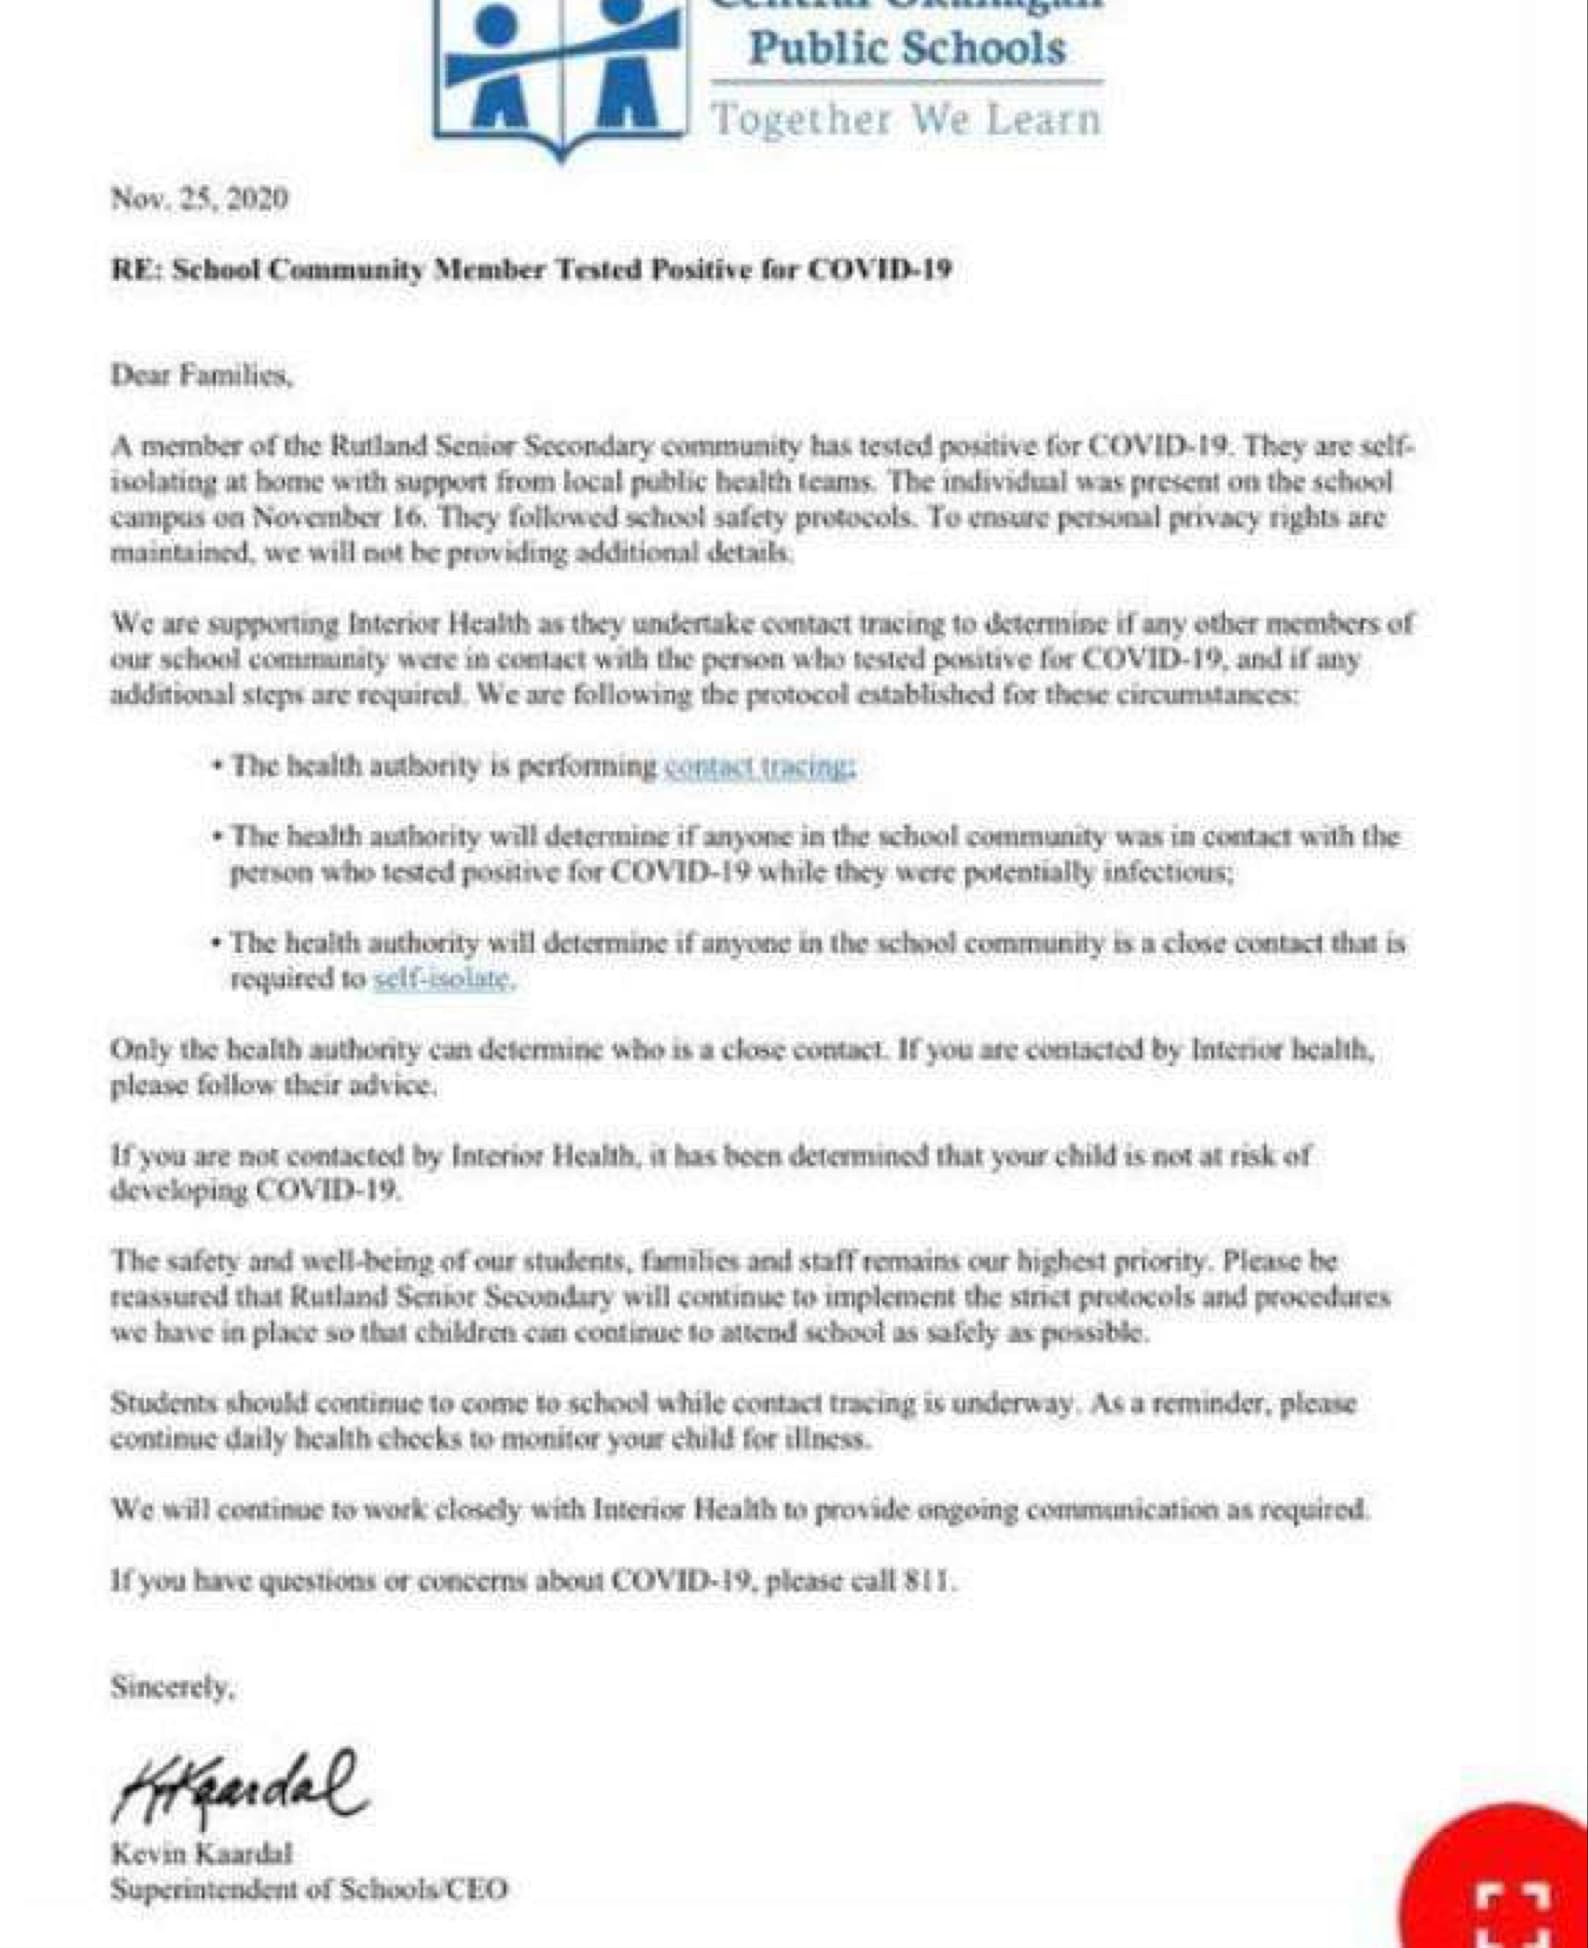 Central Okanagan
Public Schools
Together We Learn
Nov. 25, 2020
RE: School Community Member Tested Positive for COVID-19
Dear Families,
A member of the Rutland Senior Secondary community has tested positive for COVID-19. They are self-
isolating at home with support from local public health teams. The individual was present on the school
campus on November 16. They followed school safety protocols. To ensure personal privacy rights are
maintained, we will not be providing additional details.
We are supporting Interior Health as they undertake contact tracing to determine if any other members of
our school community were in contact with the person who tested positive for COVID-19, and if any
additional steps are required. We are following the protocol established for these circumstances:
• The health authority is performing contact tracing;
• The health authority will determine if anyone in the school community was in contact with the
person who tested positive for COVID-19 while they were potentially infectious;
• The health authority will determine if anyone in the school community is a close contact that is
required to self-isolate.
Only the health authority can determine who is a close contact. If you are contacted by Interior health,
please follow their advice.
If you are not contacted by Interior Health, it has been determined that your child is not at risk of
developing COVID-19.
The safety and well-being of our students, families and staff remains our highest priority. Please be
reassured that Rutland Senior Secondary will continue to implement the strict protocols and procedures
we have in place so that children can continue to attend school as safely as possible.
Students should continue to come to school while contact tracing is underway. As a reminder, please
continue daily health checks to monitor your child for illness.
We will continue to work closely with Interior Health to provide ongoing communication as required.
If you have questions or concerns about COVID-19, please call 811.
Sincerely,
KKaardal
Kevin Kaardal
Superintendent of Schools/CEO